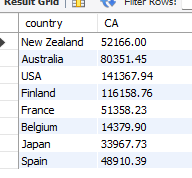 Result Grid Filter Rows:
country CA
New Zealand 52166.00
Australia 80351.45
USA 141367.94
Finland 116158.76
France 51358.23
Belgium 14379.90
Japan 33967.73
Spain 48910.39